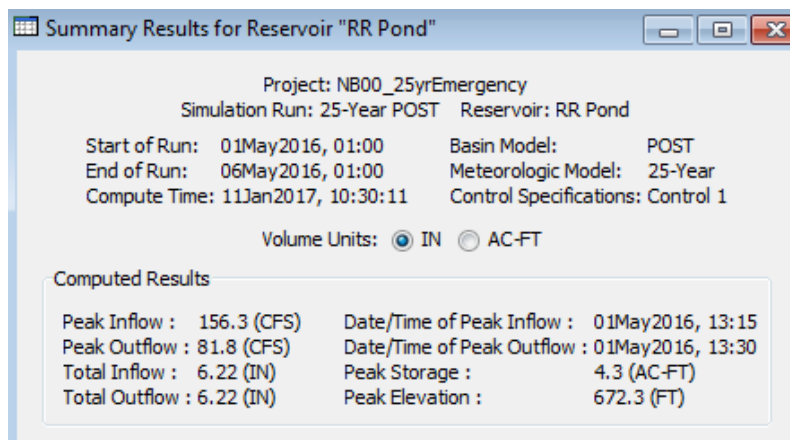 Summary Results for Reservoir "RR Pond"
Project: NB00_25yrEmergency
Simulation Run: 25-Year POST Reservoir: RR Pond
Start of Run: 01May2016, 01:00 Basin Model: POST
End of Run: 06May2016, 01:00 Meteorologic Model: 25-Year
Compute Time: 11Jan2017, 10:30:11 Control Specifications: Control 1
Volume Units: IN AC-FT
Computed Results
Peak Inflow : 156.3 (CFS) Date/Time of Peak Inflow : 01May2016, 13:15
Peak Outflow : 81.8 (CFS) Date/Time of Peak Outflow : 01May2016, 13:30
Total Inflow : 6.22 (IN) Peak Storage : 4.3 (AC-FT)
Total Outflow : 6.22 (IN) Peak Elevation : 672.3 (FT)